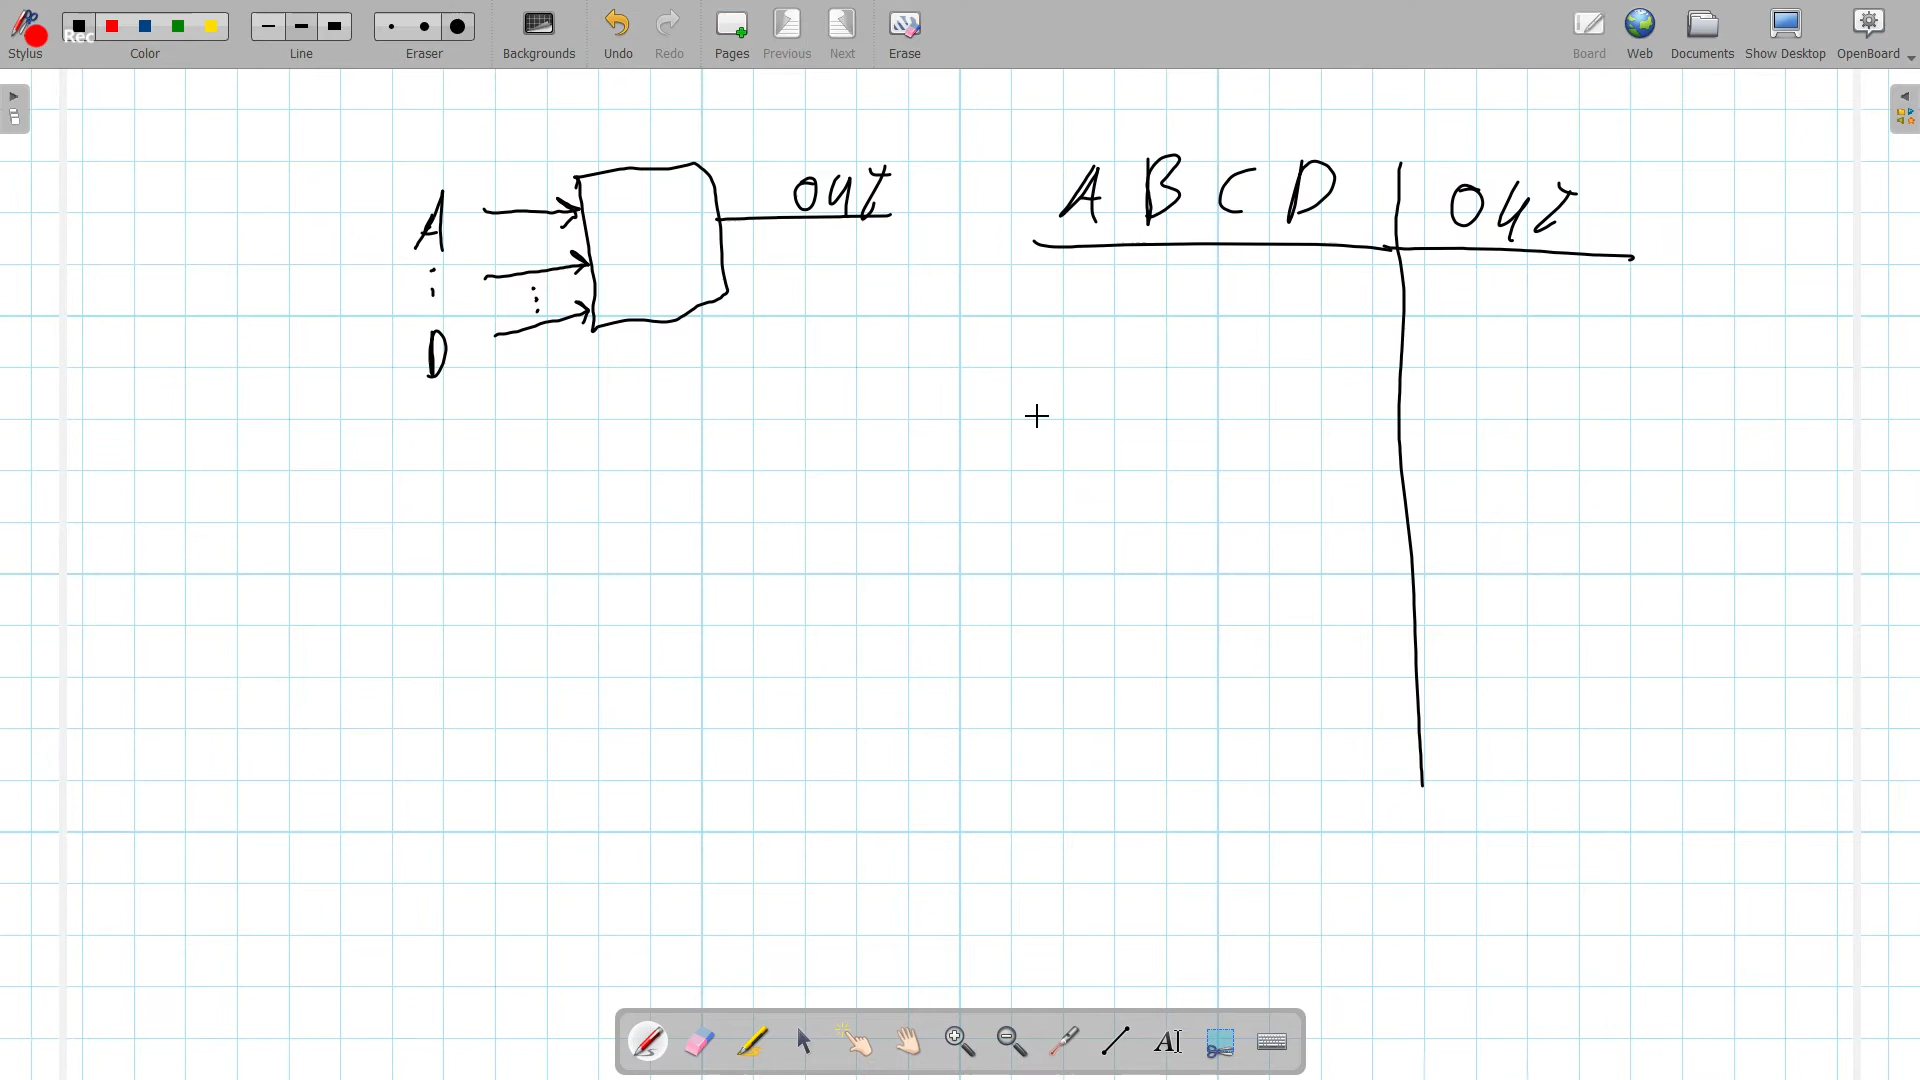 Stylus
Rec
Color
Line
Eraser
Backgrounds
Undo
Redo
Pages
Previous
Next
Erase
Board
Web
Documents
Show Desktop
OpenBoard
A
:
D
out
A B C D
out
A